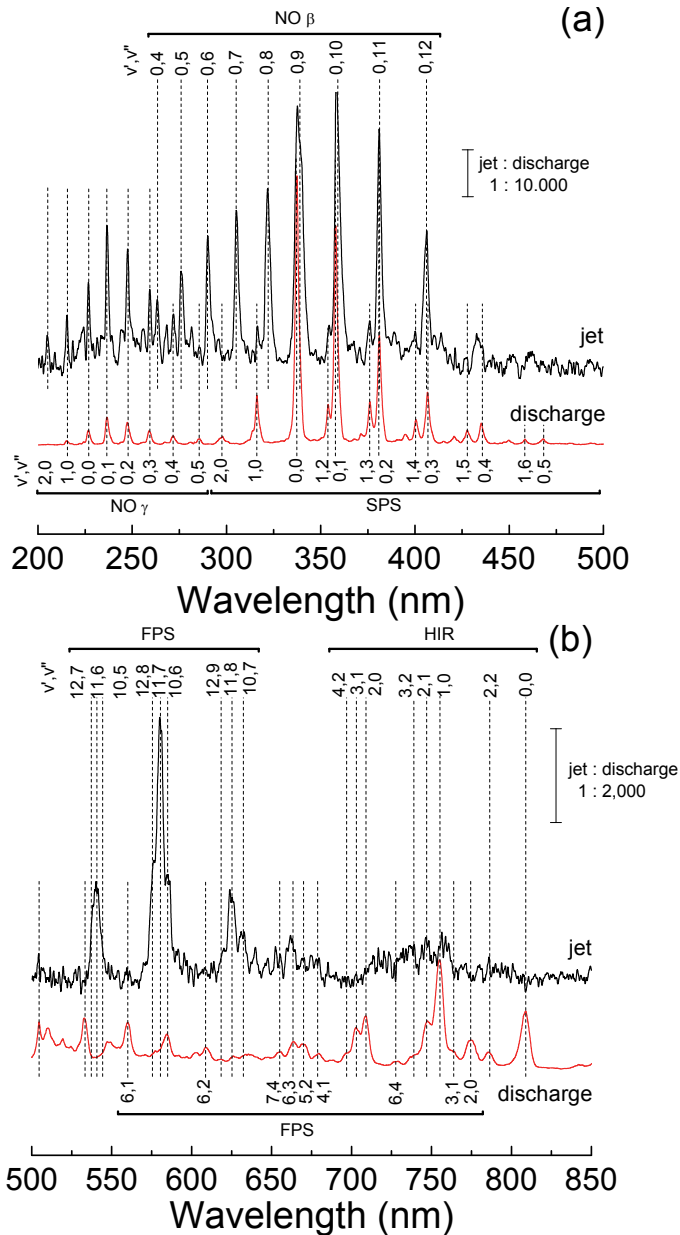 NO β
(a)
v',v''
0,4
0,5
0,6
0,7
0,8
0,9
0,10
0,11
0,12
jet : discharge
1 : 10.000
jet
discharge
v',v''
2,0
1,0
0,0
0,1
0,2
0,3
0,4
0,5
2,0
1,0
0,0
1,2
0,1
1,3
0,2
1,4
0,3
1,5
0,4
1,6
0,5
NO γ
SPS
200 250 300 350 400 450 500
Wavelength (nm)
FPS
HIR
(b)
v',v''
12,7
11,6
10,5
12,8
11,7
10,6
12,9
11,8
10,7
4,2
3,1
2,0
3,2
2,1
1,0
2,2
0,0
jet : discharge
1 : 2,000
jet
discharge
6,1
6,2
7,4
6,3
5,2
4,1
6,4
3,1
2,0
FPS
500 550 600 650 700 750 800 850
Wavelength (nm)